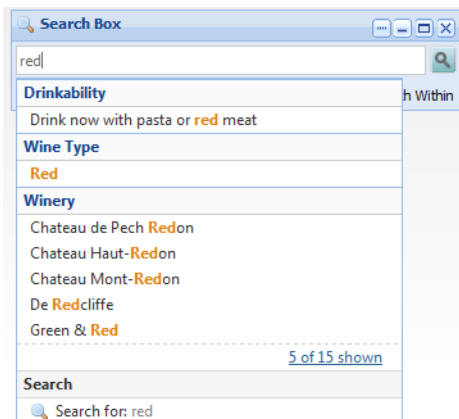 Search Box
red
Drinkability
h Within
Drink now with pasta or red meat
Wine Type
Red
Winery
Chateau de Pech Redon
Chateau Haut-Redon
Chateau Mont-Redon
De Redcliffe
Green & Red
5 of 15 shown
Search
Search for: red